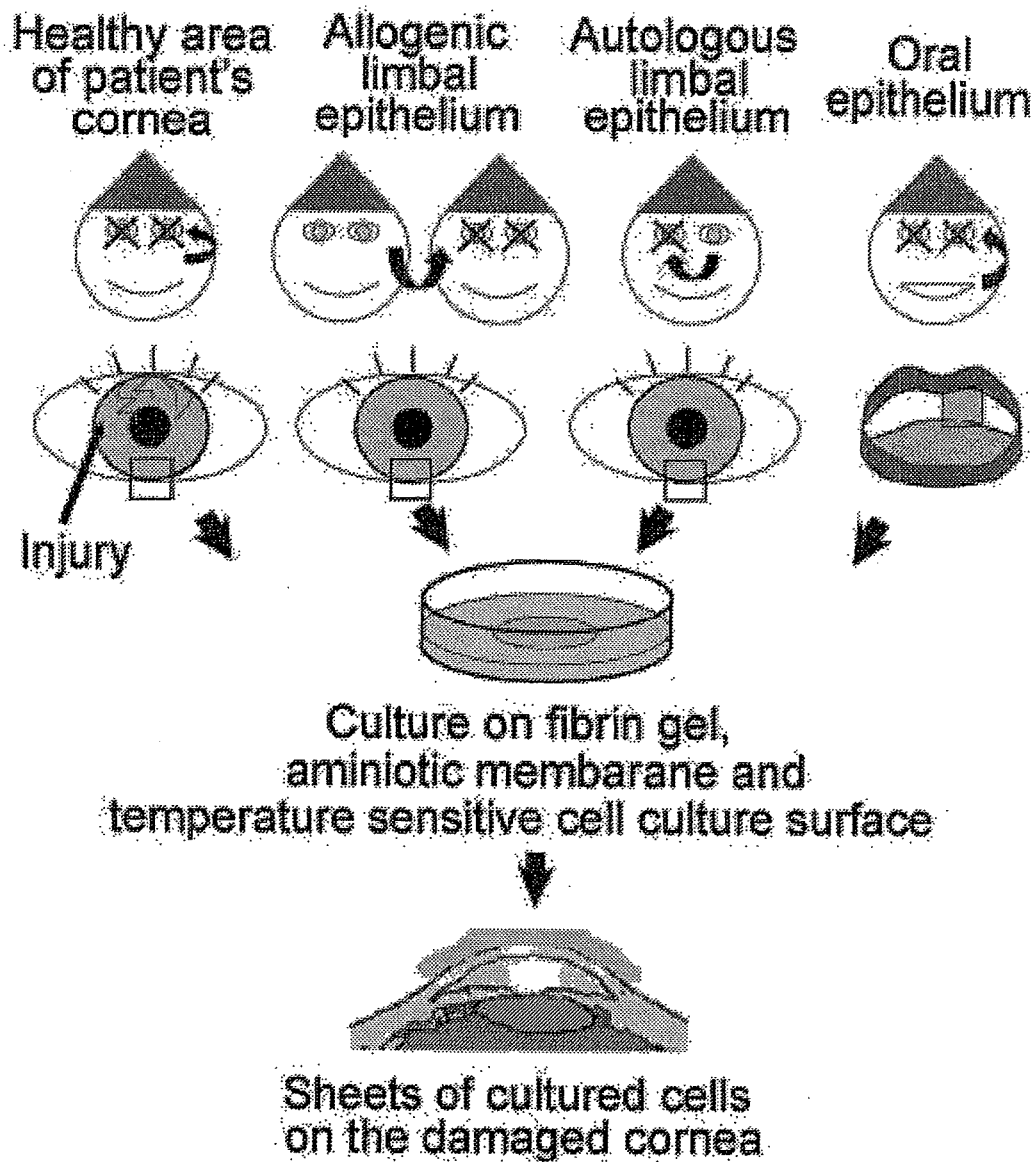 Healthy area
of patient's
cornea
Allogenic
limbal
epithelium
Autologous
limbal
epithelium
Oral
epithelium
Injury
Culture on fibrin gel,
aminiotic membarane and
temperature sensitive cell culture surface
Sheets of cultured cells
on the damaged cornea